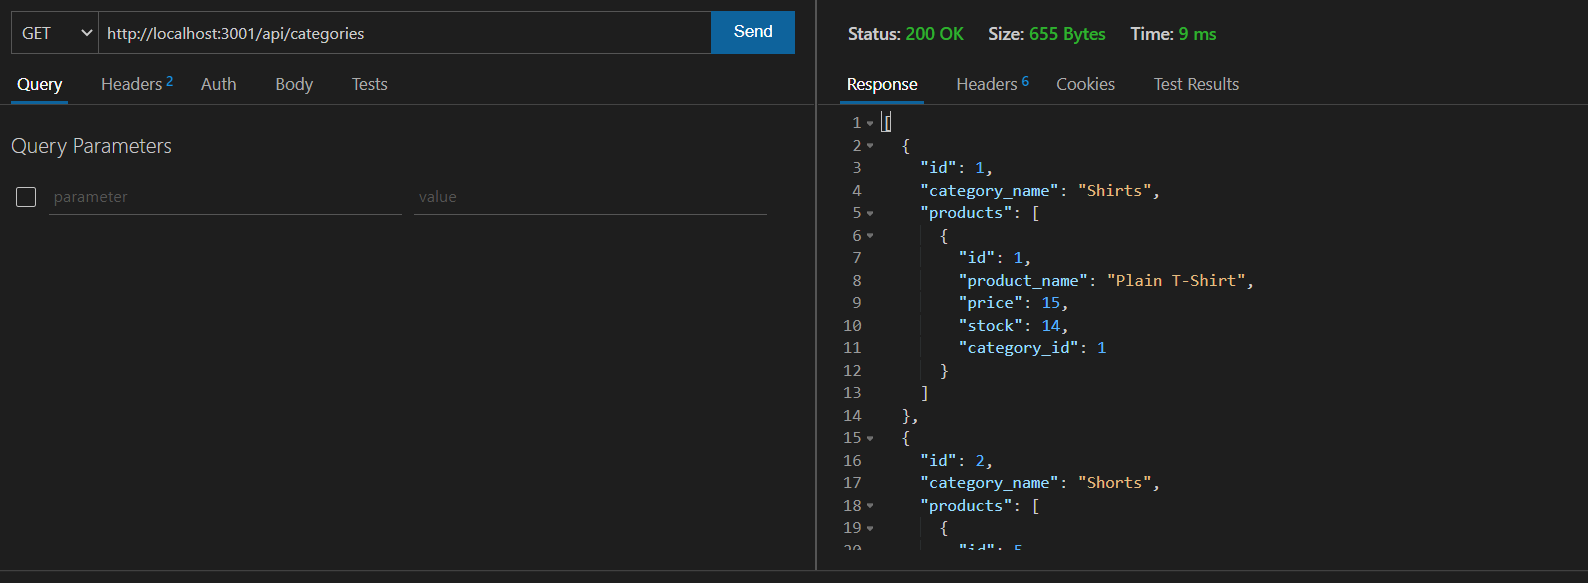 GET http://localhost:3001/api/categories Send
Query Headers 2 Auth Body Tests
Query Parameters
parameter value
Status: 200 OK Size: 655 Bytes Time: 9 ms
Response Headers 6 Cookies Test Results
1 [
2 {
3 "id": 1,
4 "category_name": "Shirts",
5 "products": [
6 {
7 "id": 1,
8 "product_name": "Plain T-Shirt",
9 "price": 15,
10 "stock": 14,
11 "category_id": 1
12 }
13 ]
14 },
15 {
16 "id": 2,
17 "category_name": "Shorts",
18 "products": [
19 {
20 "id": 5